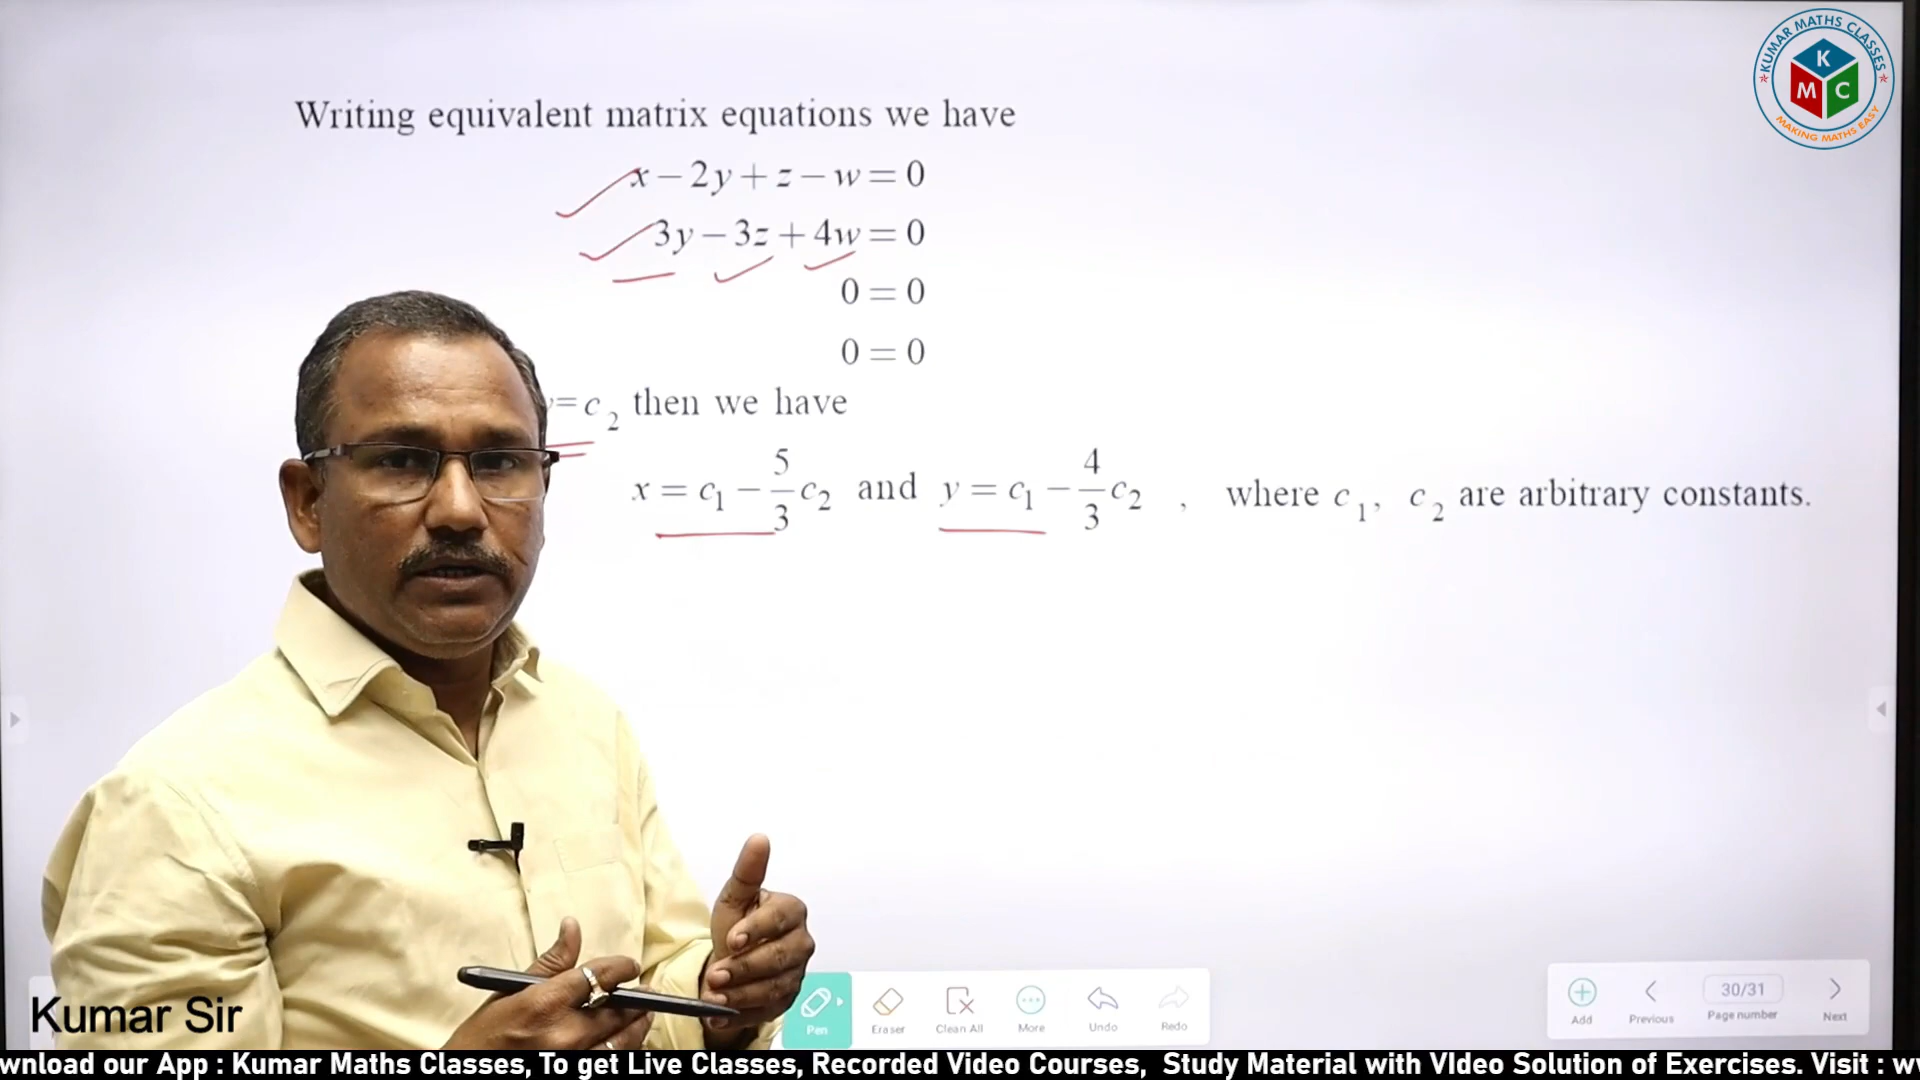 KUMAR MATHS CLASSES
K
M C
MAKING MATHS EASY
Writing equivalent matrix equations we have
x − 2y + z − w = 0
3y − 3z + 4w = 0
0 = 0
0 = 0
= c₂ then we have
x = c₁ − 5/3 c₂ and y = c₁ − 4/3 c₂ , where c₁, c₂ are arbitrary constants.
Pen Eraser Clean All More Undo Redo
Add Previous 30/31 Page number Next
Kumar Sir
wnload our App : Kumar Maths Classes, To get Live Classes, Recorded Video Courses, Study Material with VIdeo Solution of Exercises. Visit : w